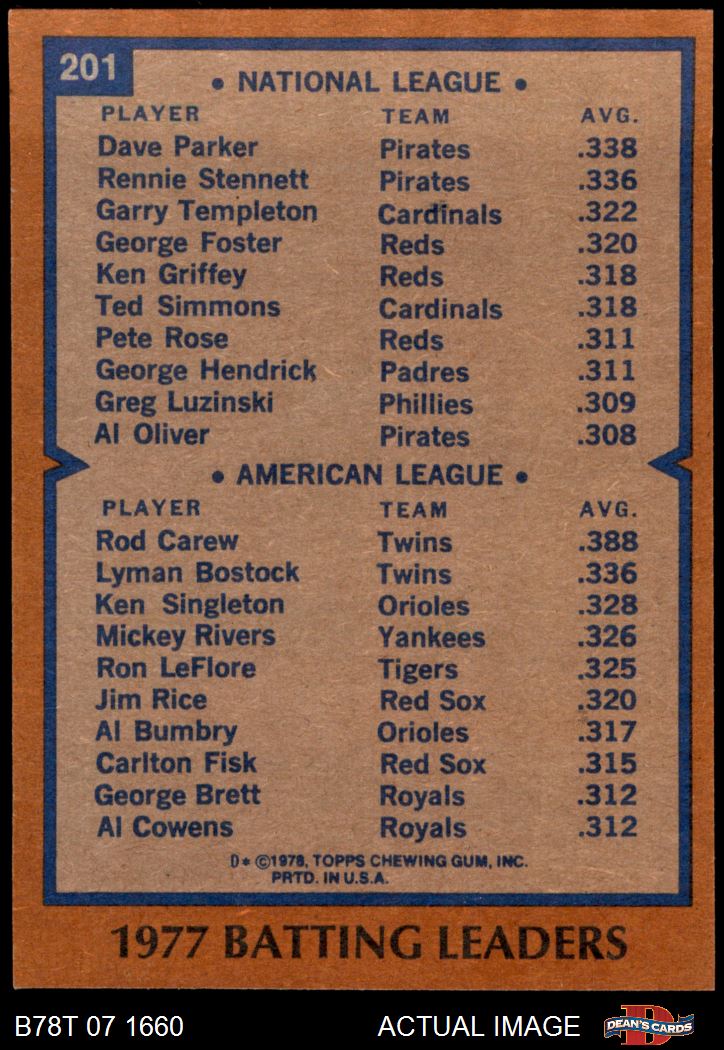 201
• NATIONAL LEAGUE •
PLAYER TEAM AVG.
Dave Parker Pirates .338
Rennie Stennett Pirates .336
Garry Templeton Cardinals .322
George Foster Reds .320
Ken Griffey Reds .318
Ted Simmons Cardinals .318
Pete Rose Reds .311
George Hendrick Padres .311
Greg Luzinski Phillies .309
Al Oliver Pirates .308
• AMERICAN LEAGUE •
PLAYER TEAM AVG.
Rod Carew Twins .388
Lyman Bostock Twins .336
Ken Singleton Orioles .328
Mickey Rivers Yankees .326
Ron LeFlore Tigers .325
Jim Rice Red Sox .320
Al Bumbry Orioles .317
Carlton Fisk Red Sox .315
George Brett Royals .312
Al Cowens Royals .312
D* ©1978, TOPPS CHEWING GUM, INC.
PRTD. IN U.S.A.
1977 BATTING LEADERS
B78T 07 1660 ACTUAL IMAGE D DEAN'S CARDS